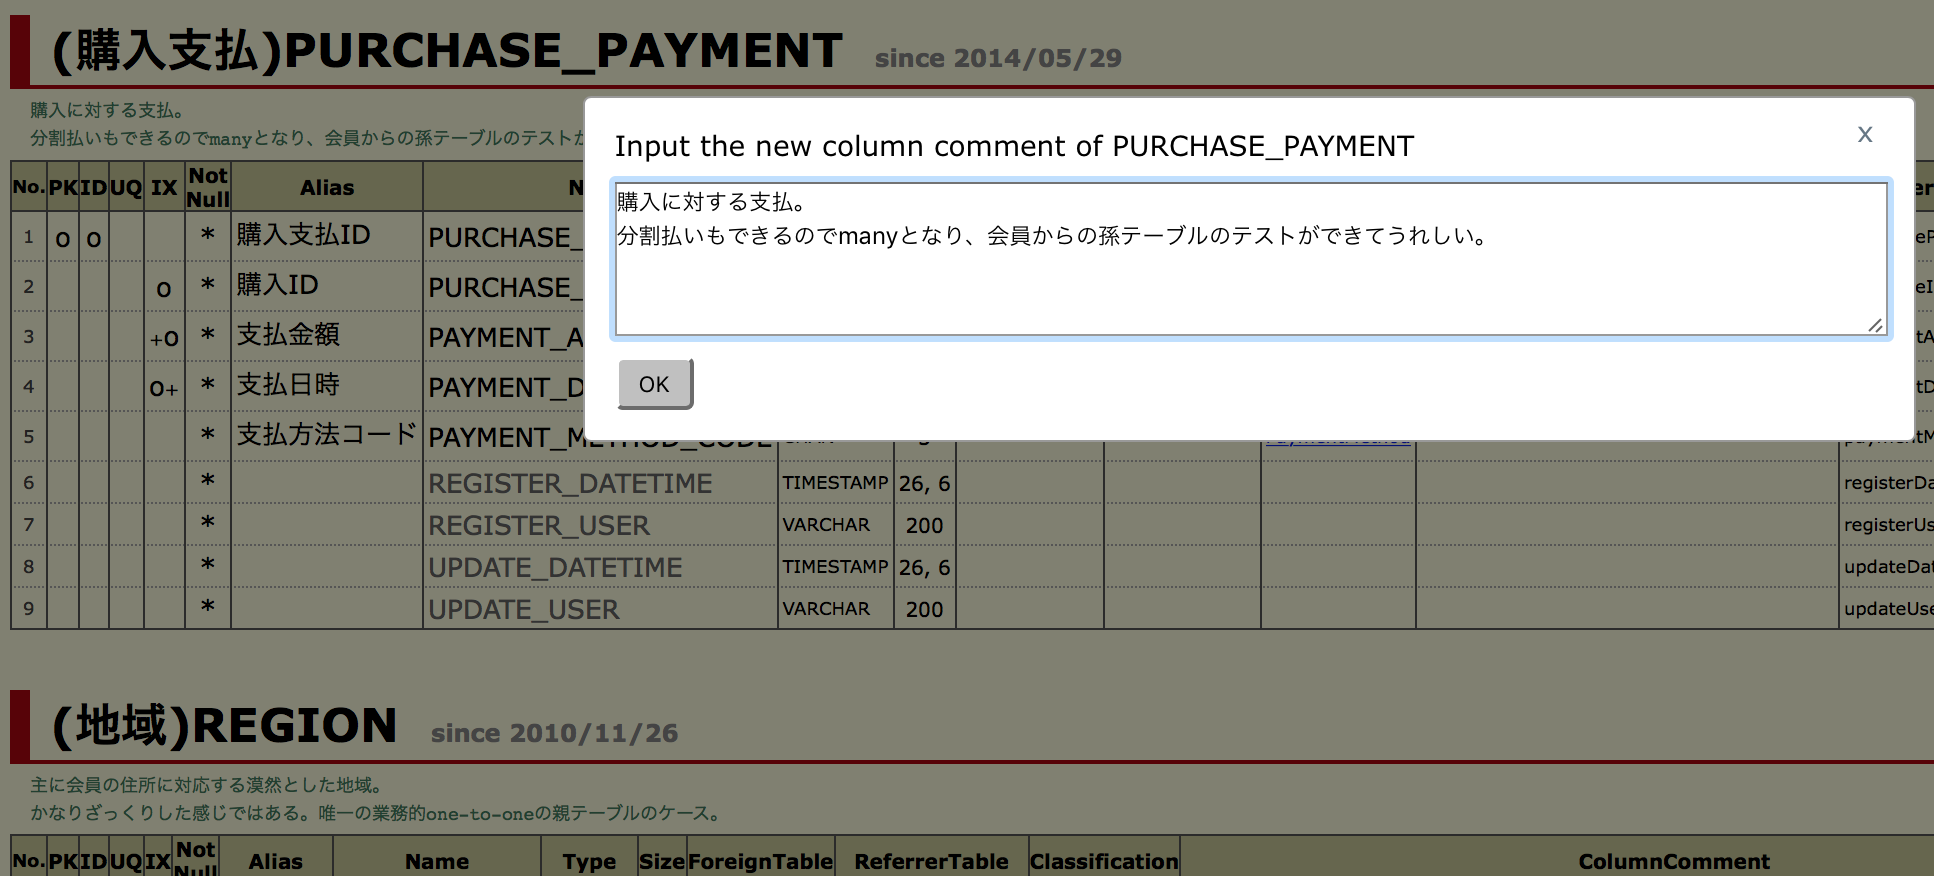 (購入支払)PURCHASE_PAYMENT since 2014/05/29
購入に対する支払。
分割払いもできるのでmanyとなり、会員からの孫テーブルのテストが
Input the new column comment of PURCHASE_PAYMENT x
購入に対する支払。
分割払いもできるのでmanyとなり、会員からの孫テーブルのテストができてうれしい。
OK
No. PK ID UQ IX Not Null Alias N
1 o o * 購入支払ID PURCHASE_
2 o * 購入ID PURCHASE_
3 +o * 支払金額 PAYMENT_A
4 o+ * 支払日時 PAYMENT_D
5 * 支払方法コード PAYMENT_METHOD_CODE
6 * REGISTER_DATETIME TIMESTAMP 26, 6 registerDa
7 * REGISTER_USER VARCHAR 200 registerUs
8 * UPDATE_DATETIME TIMESTAMP 26, 6 updateDat
9 * UPDATE_USER VARCHAR 200 updateUse
(地域)REGION since 2010/11/26
主に会員の住所に対応する漠然とした地域。
かなりざっくりした感じではある。唯一の業務的one-to-oneの親テーブルのケース。
No. PK ID UQ IX Not Null Alias Name Type Size ForeignTable ReferrerTable Classification ColumnComment